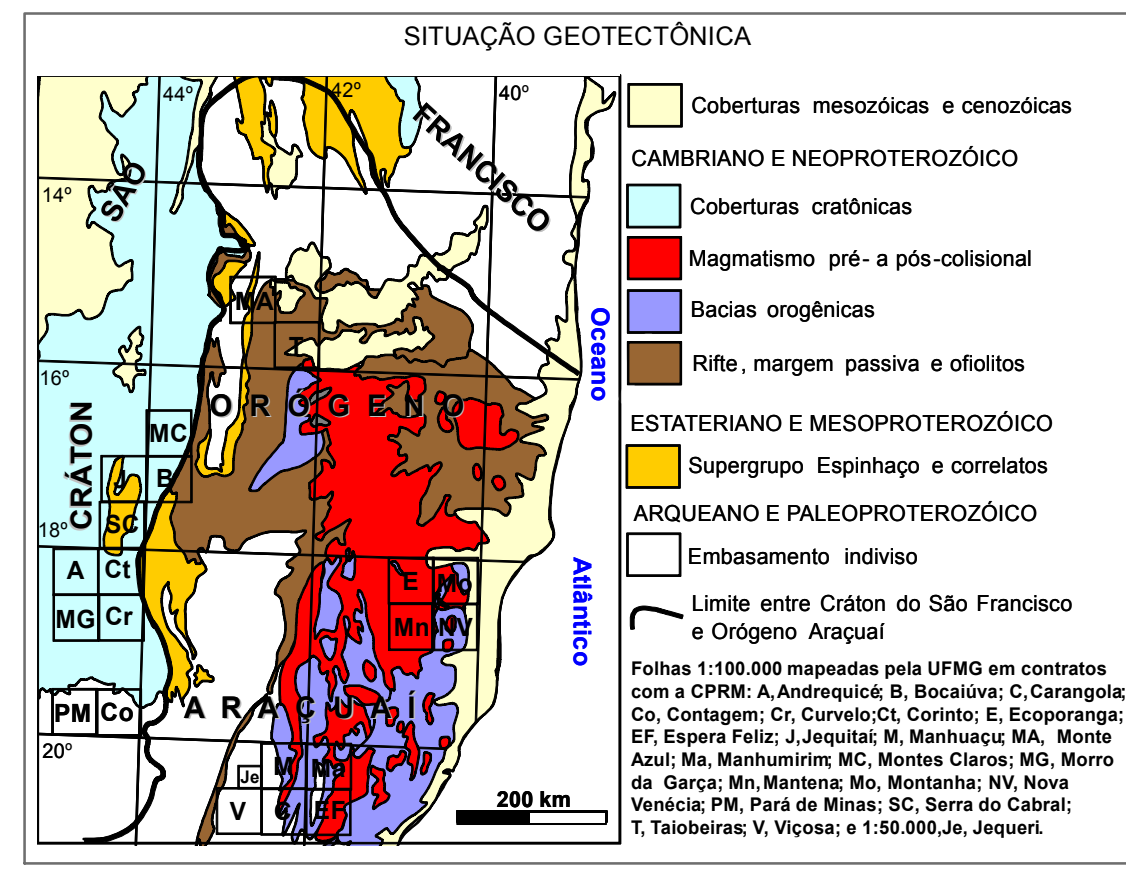 SITUAÇÃO GEOTECTÔNICA
44º
42º
40º
14º
16º
18º
20º
SÃO
FRANCISCO
CRÁTON
ORÓGENO
ARAÇUAÍ
Oceano
Atlântico
MA
T
MC
J
B
SC
A
Ct
MG
Cr
E
Mo
Mn
NV
PM
Co
M
Ma
Je
V
C
EF
200 km
Coberturas mesozóicas e cenozóicas
CAMBRIANO E NEOPROTEROZÓICO
Coberturas cratônicas
Magmatismo pré- a pós-colisional
Bacias orogênicas
Rifte, margem passiva e ofiolitos
ESTATERIANO E MESOPROTEROZÓICO
Supergrupo Espinhaço e correlatos
ARQUEANO E PALEOPROTEROZÓICO
Embasamento indiviso
Limite entre Cráton do São Francisco
e Orógeno Araçuaí
Folhas 1:100.000 mapeadas pela UFMG em contratos
com a CPRM: A,Andrequicé; B, Bocaiúva; C,Carangola;
Co, Contagem; Cr, Curvelo;Ct, Corinto; E, Ecoporanga;
EF, Espera Feliz; J,Jequitaí; M, Manhuaçu; MA, Monte
Azul; Ma, Manhumirim; MC, Montes Claros; MG, Morro
da Garça; Mn, Mantena; Mo, Montanha; NV, Nova
Venécia; PM, Pará de Minas; SC, Serra do Cabral;
T, Taiobeiras; V, Viçosa; e 1:50.000,Je, Jequeri.